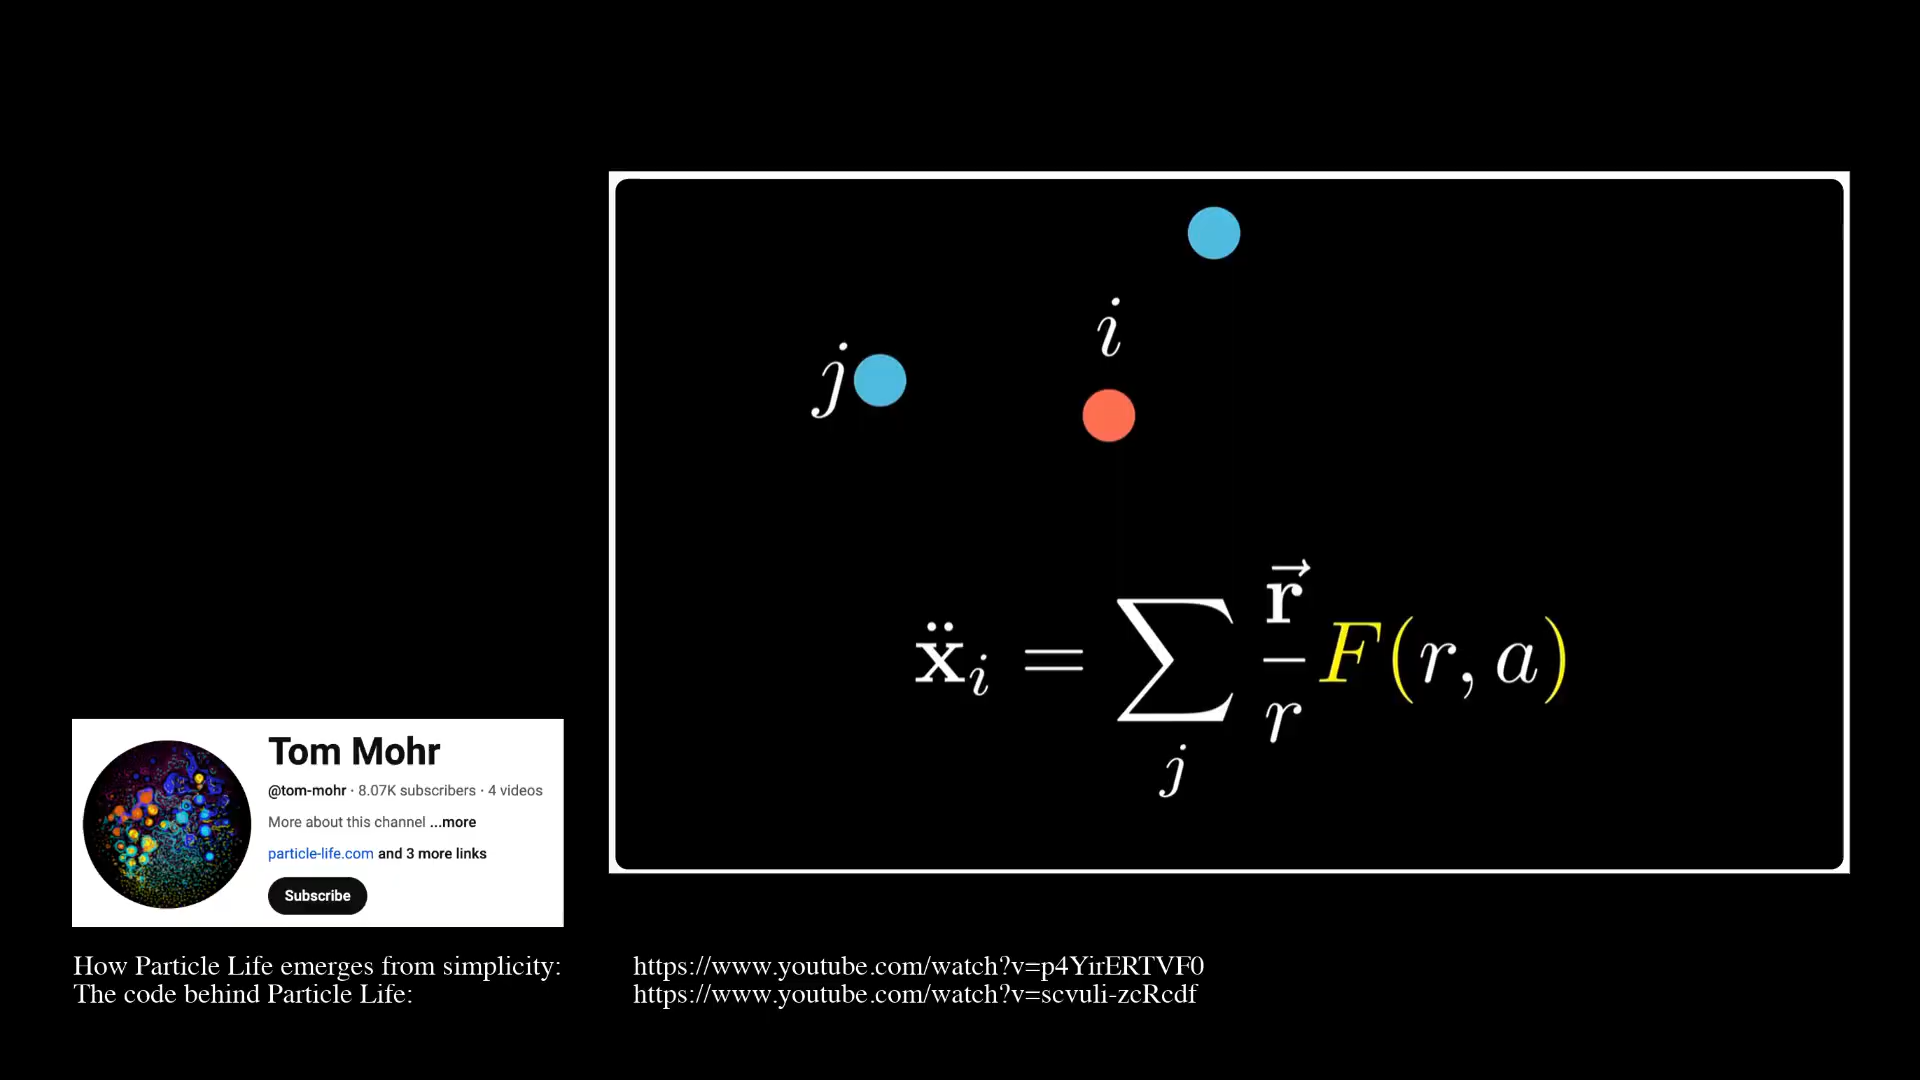 i
j
ẍᵢ = ∑ⱼ r⃗/r F(r, a)
Tom Mohr
@tom-mohr · 8.07K subscribers · 4 videos
More about this channel ...more
particle-life.com and 3 more links
Subscribe
How Particle Life emerges from simplicity: https://www.youtube.com/watch?v=p4YirERTVF0
The code behind Particle Life: https://www.youtube.com/watch?v=scvuli-zcRcdf